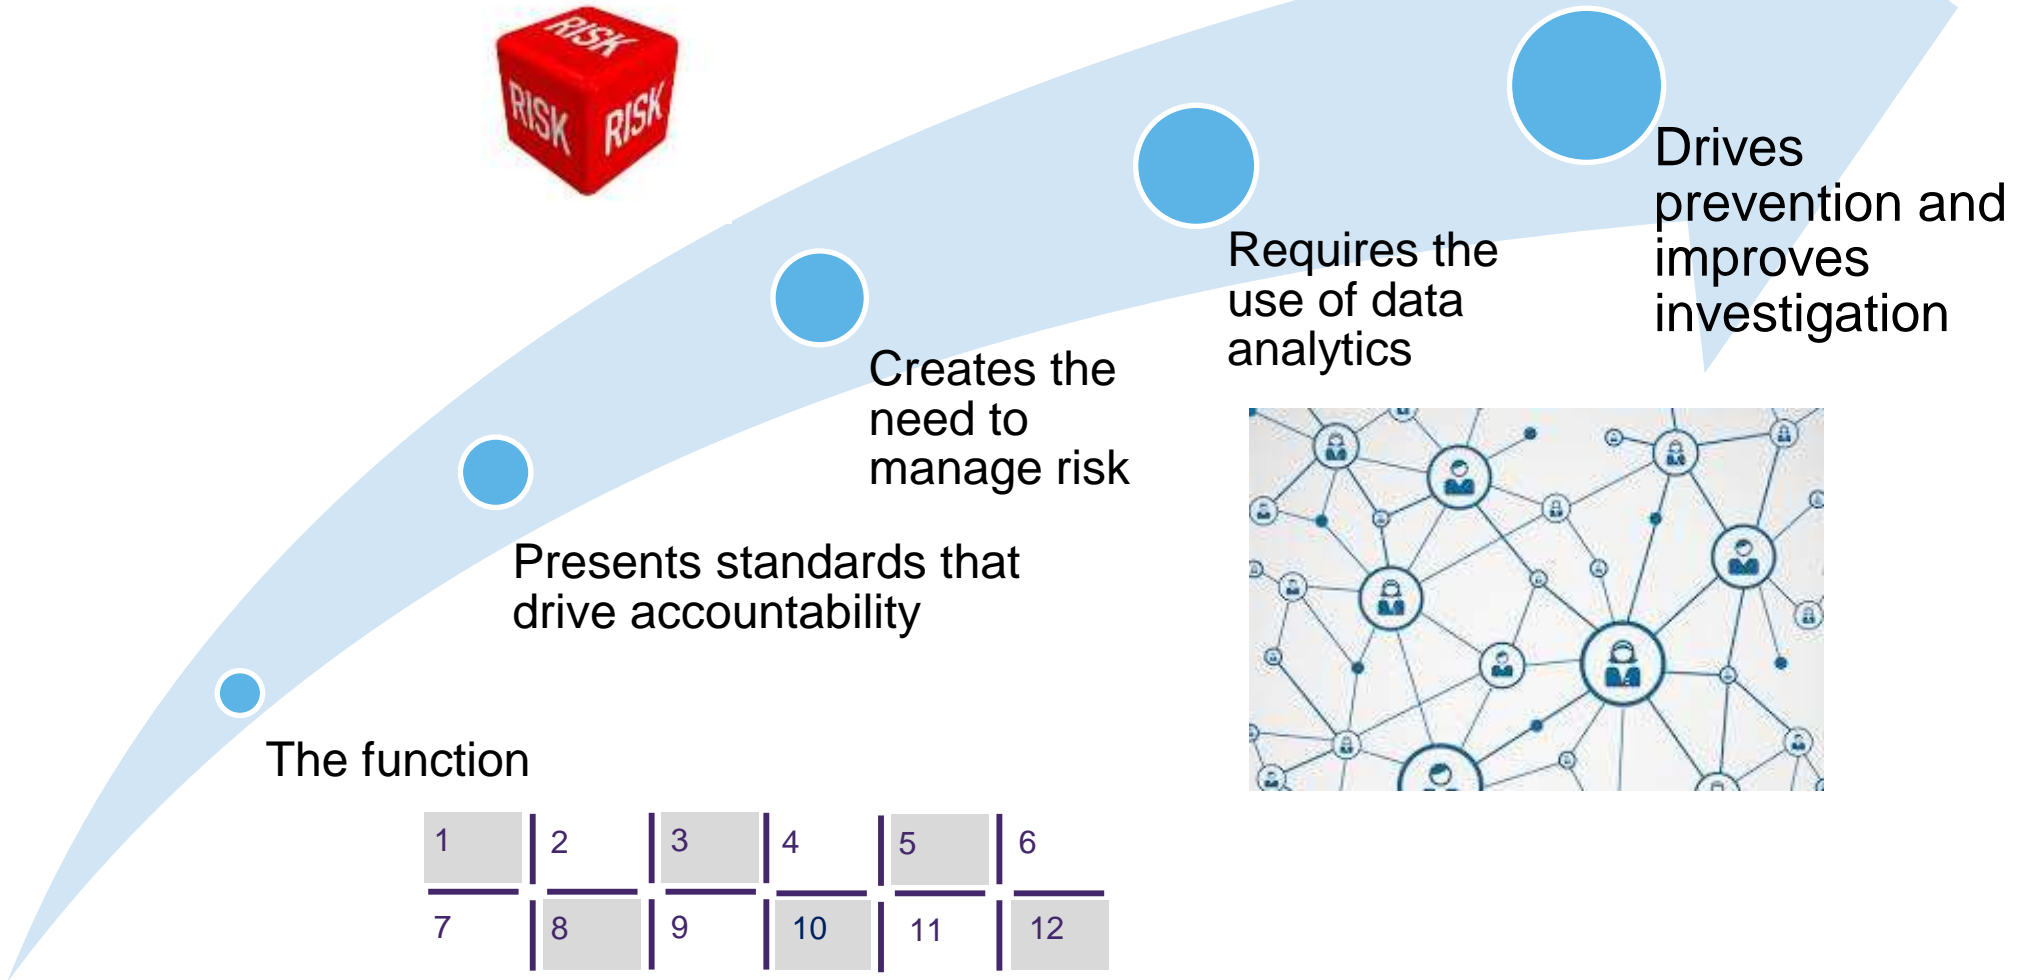 RISK
RISK
RISK
Drives
prevention and
improves
investigation
Requires the
use of data
analytics
Creates the
need to
manage risk
Presents standards that
drive accountability
The function
1 2 3 4 5 6
7 8 9 10 11 12